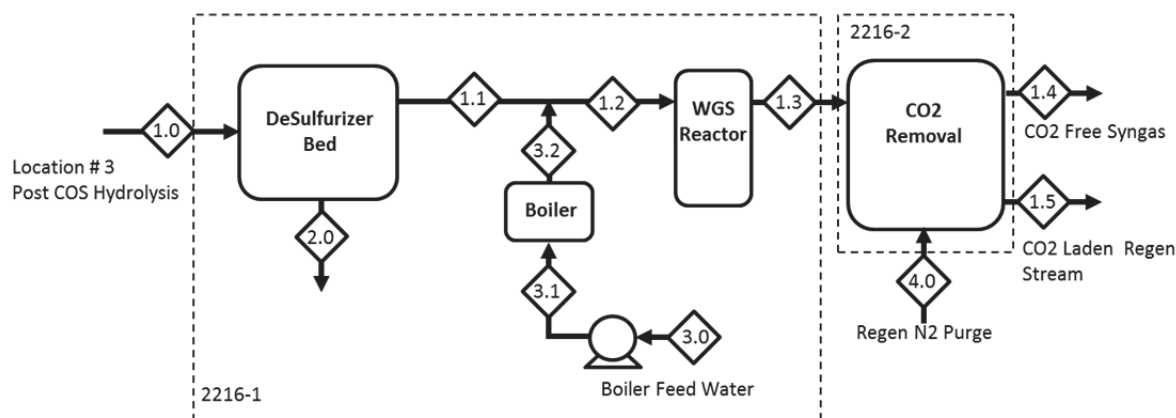 2216-2
1.0
DeSulfurizer
Bed
1.1
1.2
WGS
Reactor
1.3
CO2
Removal
1.4
CO2 Free Syngas
Location # 3
Post COS Hydrolysis
3.2
Boiler
2.0
1.5
CO2 Laden Regen
Stream
3.1
4.0
Regen N2 Purge
3.0
Boiler Feed Water
2216-1